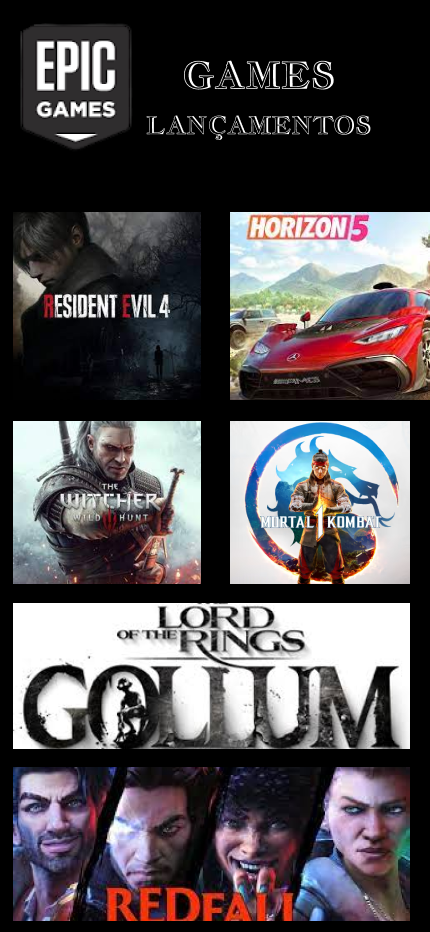 EPIC
GAMES
GAMES
LANÇAMENTOS
RESIDENT EVIL 4
HORIZON 5
THE
WITCHER
WILD HUNT
MORTAL KOMBAT
LORD
OF THE RINGS
GOLLUM
REDFALL